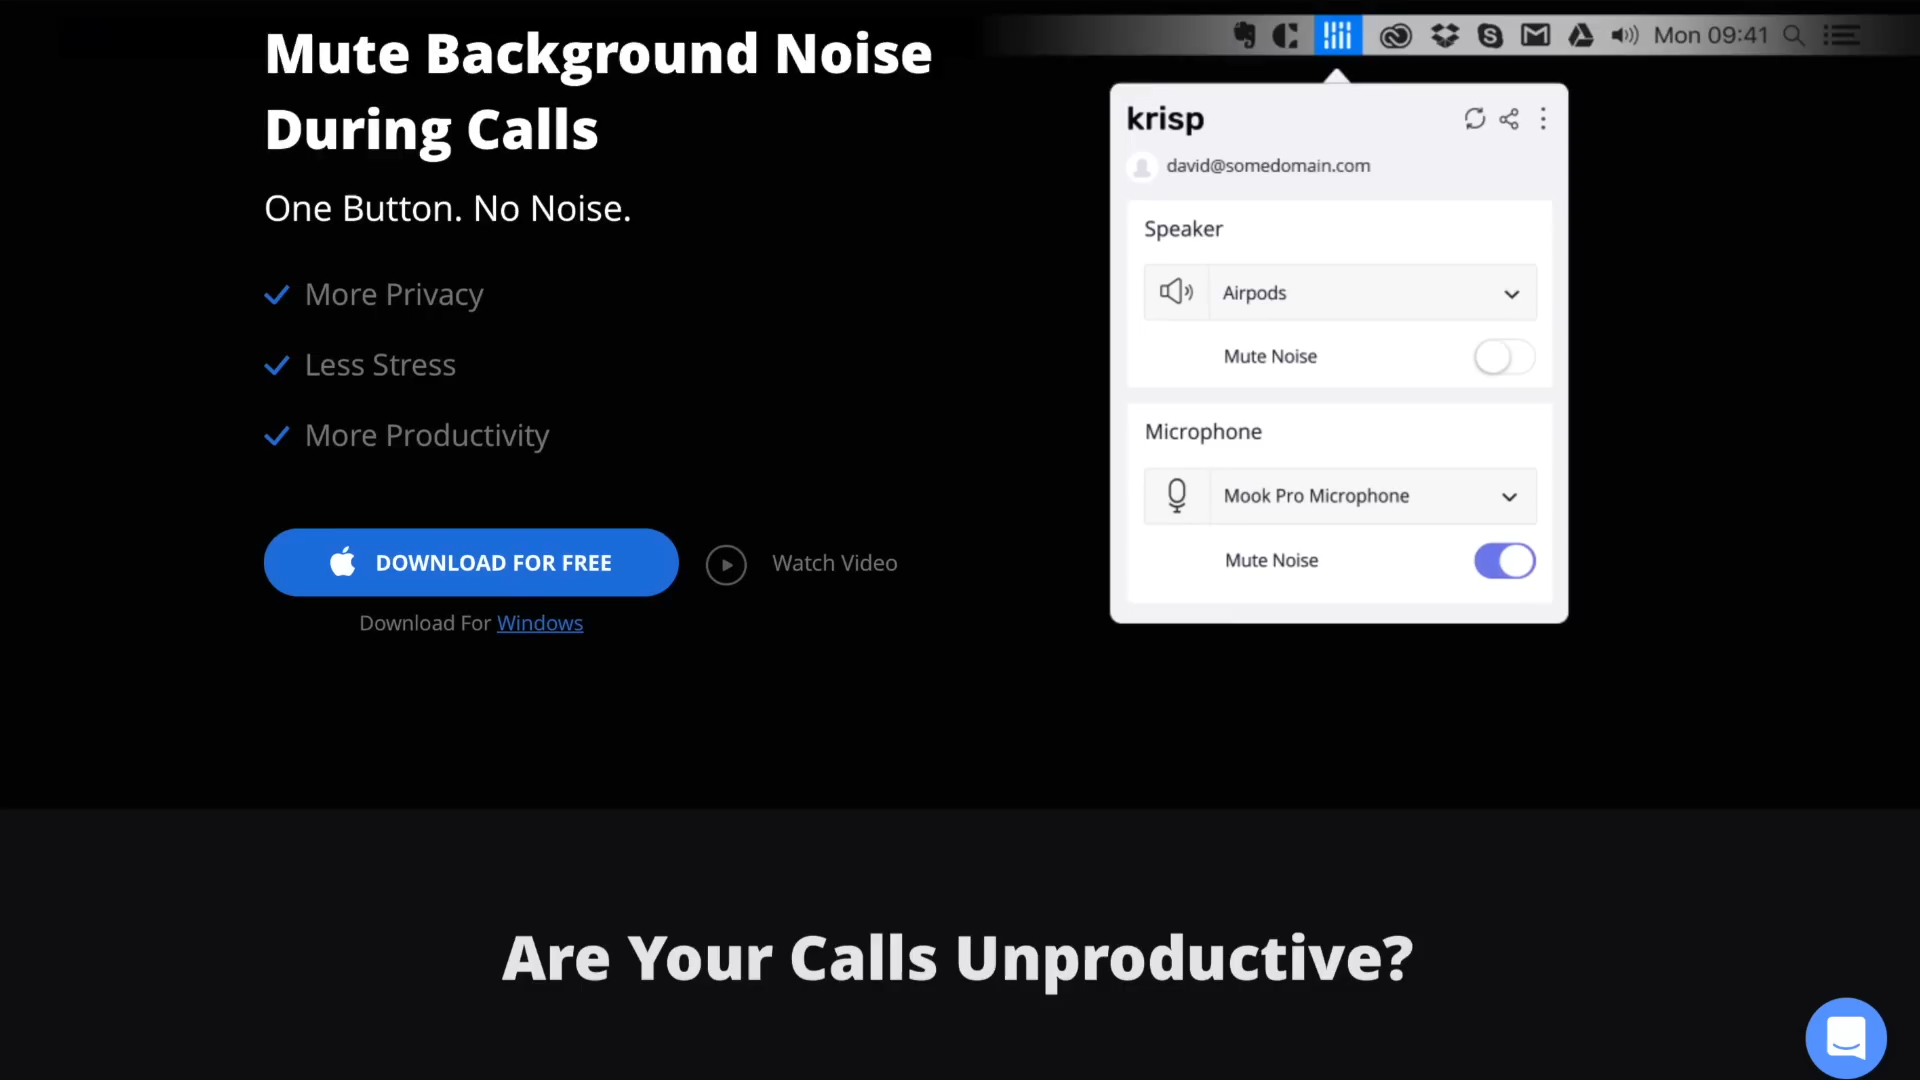 Mute Background Noise
During Calls
One Button. No Noise.
More Privacy
Less Stress
More Productivity
DOWNLOAD FOR FREE
Watch Video
Download For Windows
Mon 09:41
krisp
david@somedomain.com
Speaker
Airpods
Mute Noise
Microphone
Mook Pro Microphone
Mute Noise
Are Your Calls Unproductive?